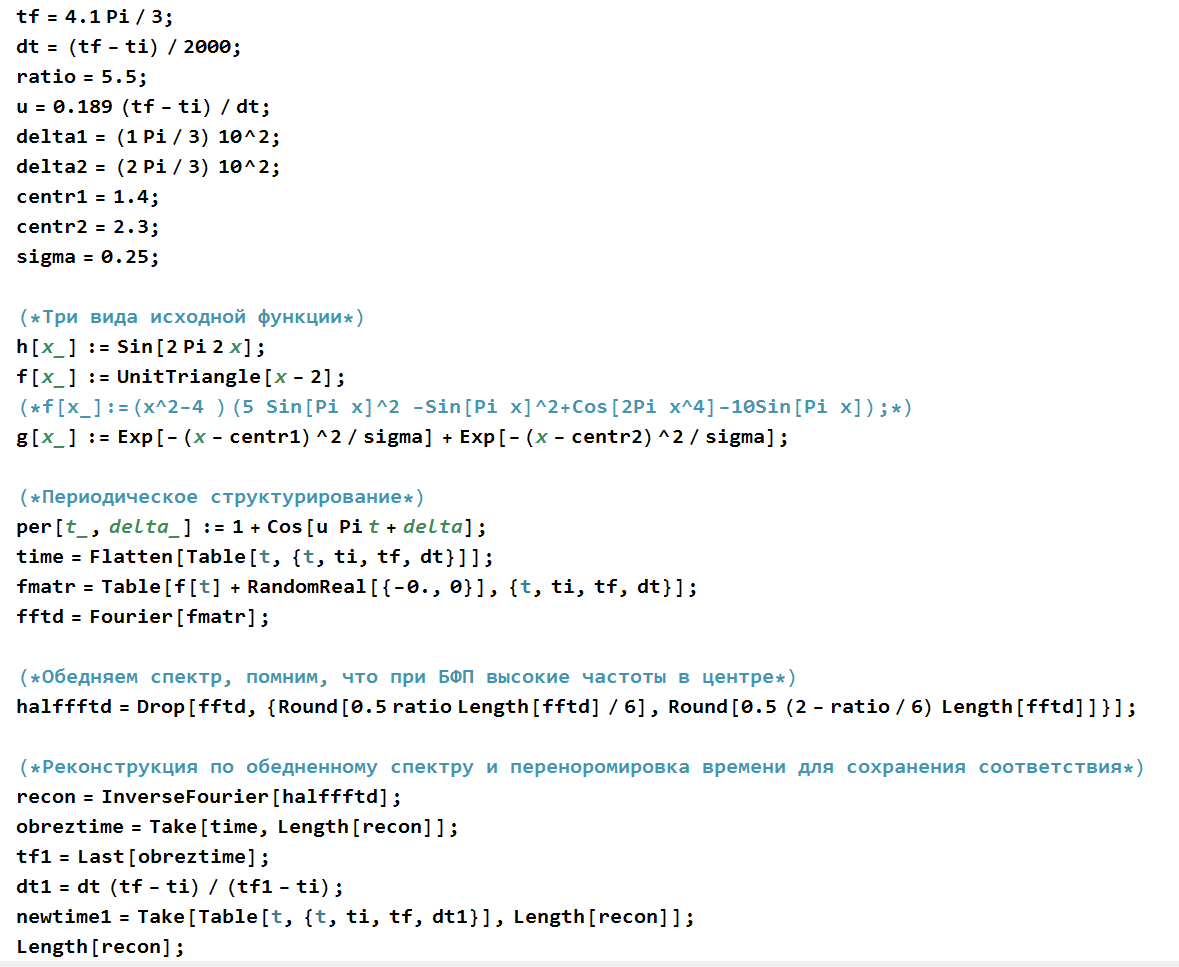 tf = 4.1 Pi / 3;
dt = (tf - ti) / 2000;
ratio = 5.5;
u = 0.189 (tf - ti) / dt;
delta1 = (1 Pi / 3) 10^2;
delta2 = (2 Pi / 3) 10^2;
centr1 = 1.4;
centr2 = 2.3;
sigma = 0.25;
(*Три вида исходной функции*)
h[x_] := Sin[2 Pi 2 x];
f[x_] := UnitTriangle[x - 2];
(*f[x_]:=(x^2-4 )(5 Sin[Pi x]^2 -Sin[Pi x]^2+Cos[2Pi x^4]-10Sin[Pi x]);*)
g[x_] := Exp[-(x - centr1)^2 / sigma] + Exp[-(x - centr2)^2 / sigma];
(*Периодическое структурирование*)
per[t_, delta_] := 1 + Cos[u Pi t + delta];
time = Flatten[Table[t, {t, ti, tf, dt}]];
fmatr = Table[f[t] + RandomReal[{-0., 0}], {t, ti, tf, dt}];
fftd = Fourier[fmatr];
(*Обедняем спектр, помним, что при БФП высокие частоты в центре*)
halffftd = Drop[fftd, {Round[0.5 ratio Length[fftd] / 6], Round[0.5 (2 - ratio / 6) Length[fftd]]}];
(*Реконструкция по обедненному спектру и перенормировка времени для сохранения соответствия*)
recon = InverseFourier[halffftd];
obreztime = Take[time, Length[recon]];
tf1 = Last[obreztime];
dt1 = dt (tf - ti) / (tf1 - ti);
newtime1 = Take[Table[t, {t, ti, tf, dt1}], Length[recon]];
Length[recon];